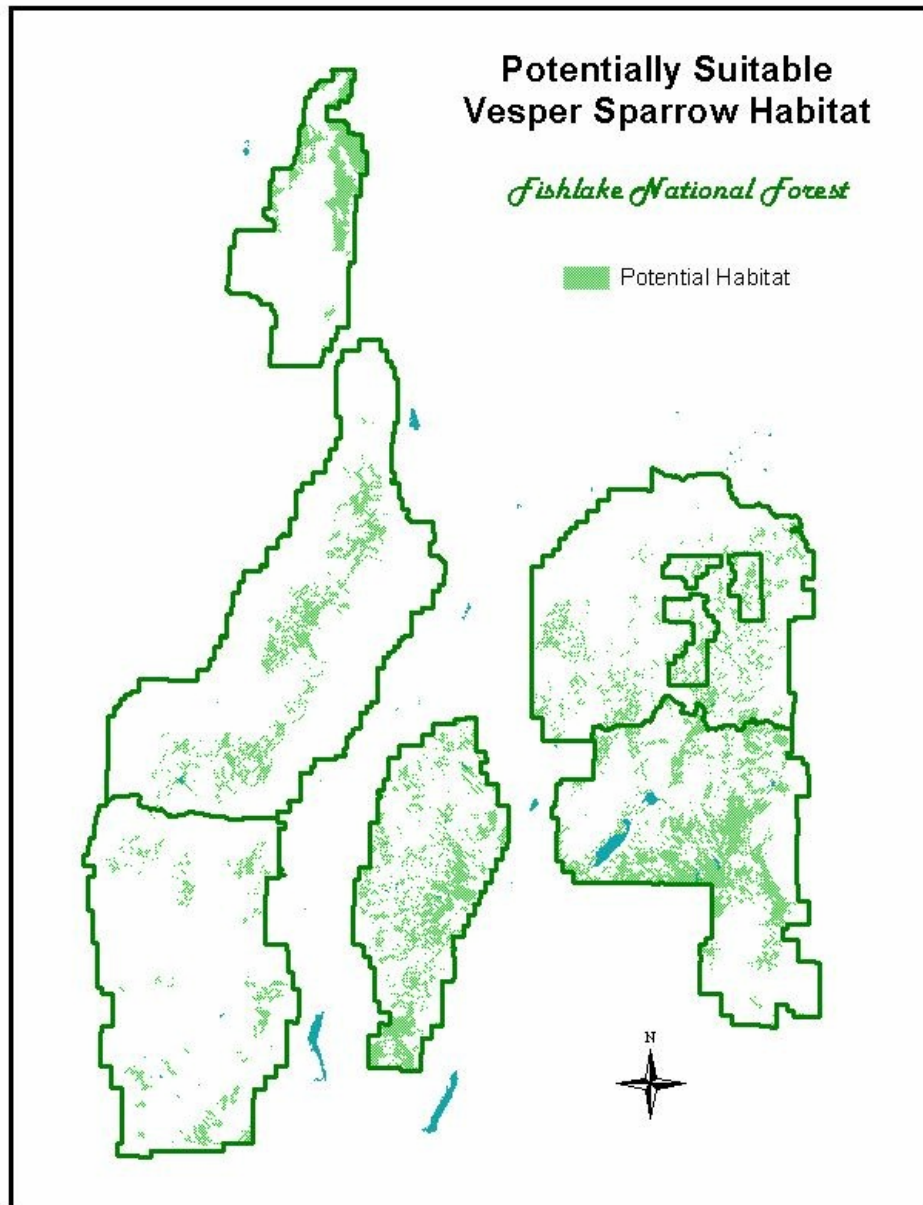 Potentially Suitable
Vesper Sparrow Habitat
Fishlake National Forest
Potential Habitat
N